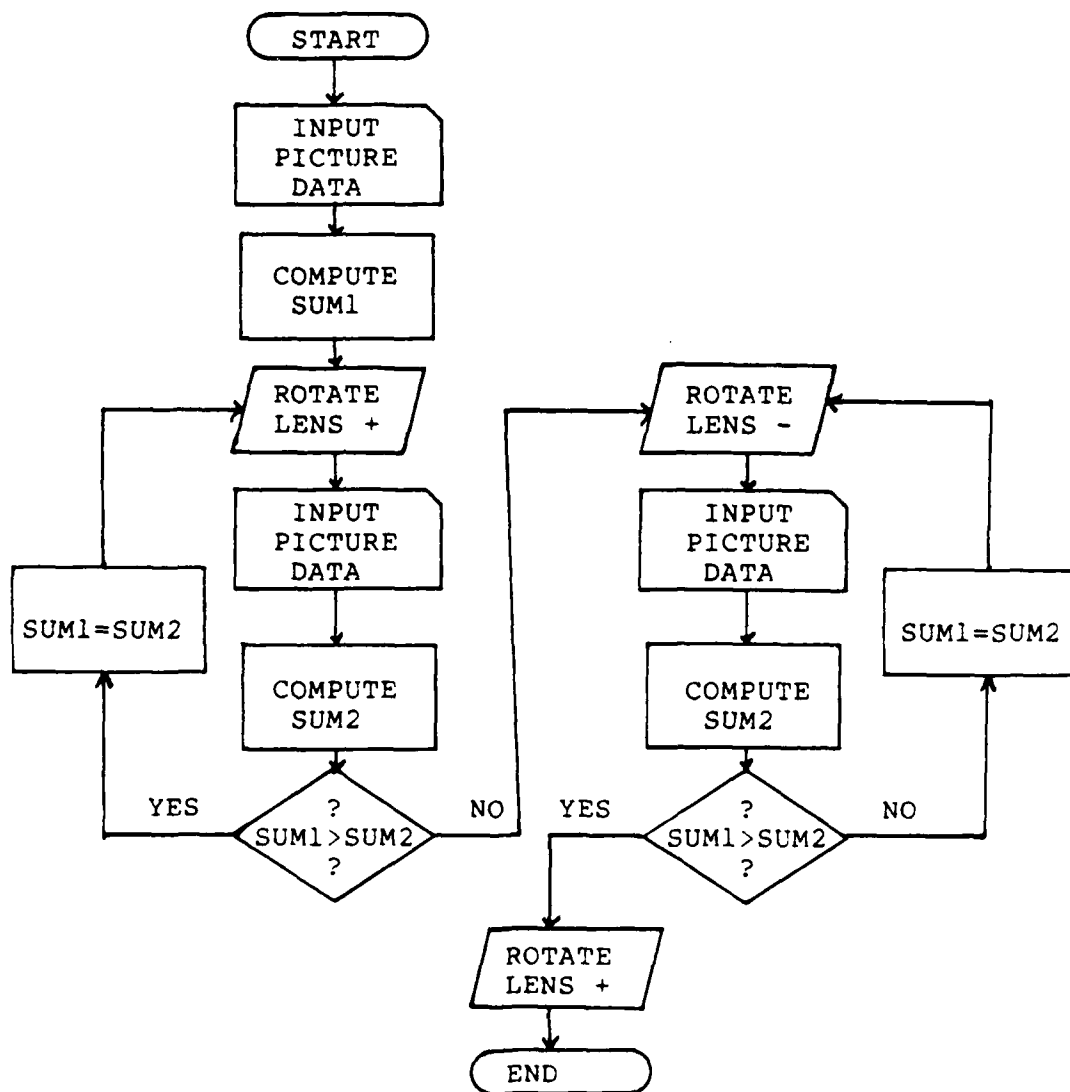 START
INPUT
PICTURE
DATA
COMPUTE
SUM1
ROTATE
LENS +
INPUT
PICTURE
DATA
SUM1=SUM2
COMPUTE
SUM2
YES
NO
?
SUM1>SUM2
?
ROTATE
LENS -
INPUT
PICTURE
DATA
SUM1=SUM2
COMPUTE
SUM2
YES
NO
?
SUM1>SUM2
?
ROTATE
LENS +
END